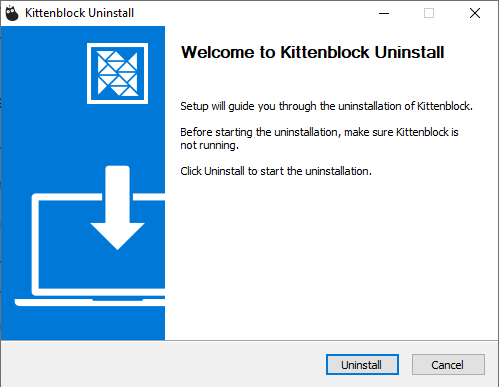 Kittenblock Uninstall
Welcome to Kittenblock Uninstall
Setup will guide you through the uninstallation of Kittenblock.
Before starting the uninstallation, make sure Kittenblock is
not running.
Click Uninstall to start the uninstallation.
Uninstall
Cancel